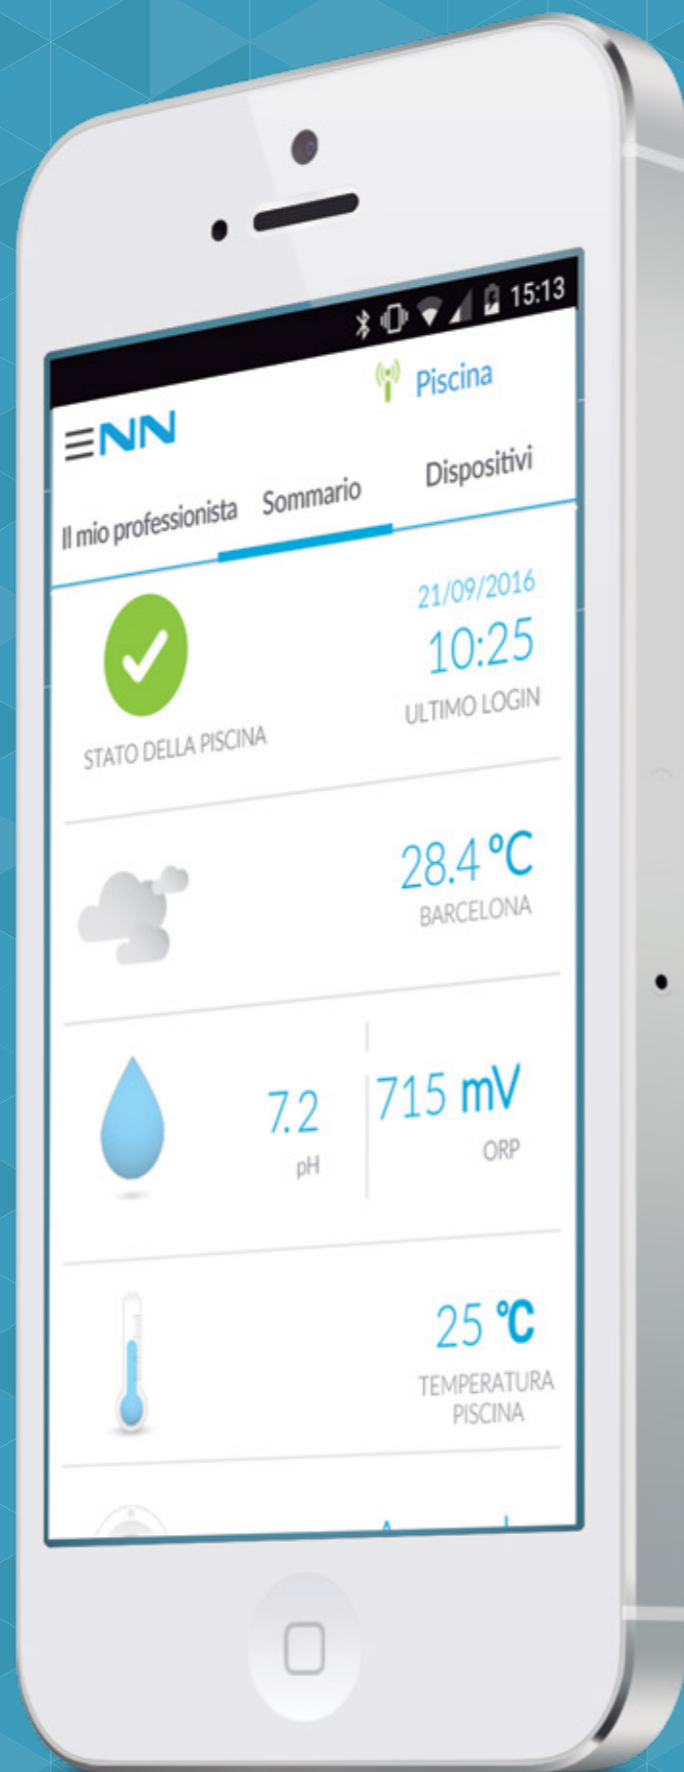 15:13
Piscina
NN
Il mio professionista Sommario Dispositivi
21/09/2016
10:25
ULTIMO LOGIN
STATO DELLA PISCINA
28.4 °C
BARCELONA
7.2
pH
715 mV
ORP
25 °C
TEMPERATURA
PISCINA